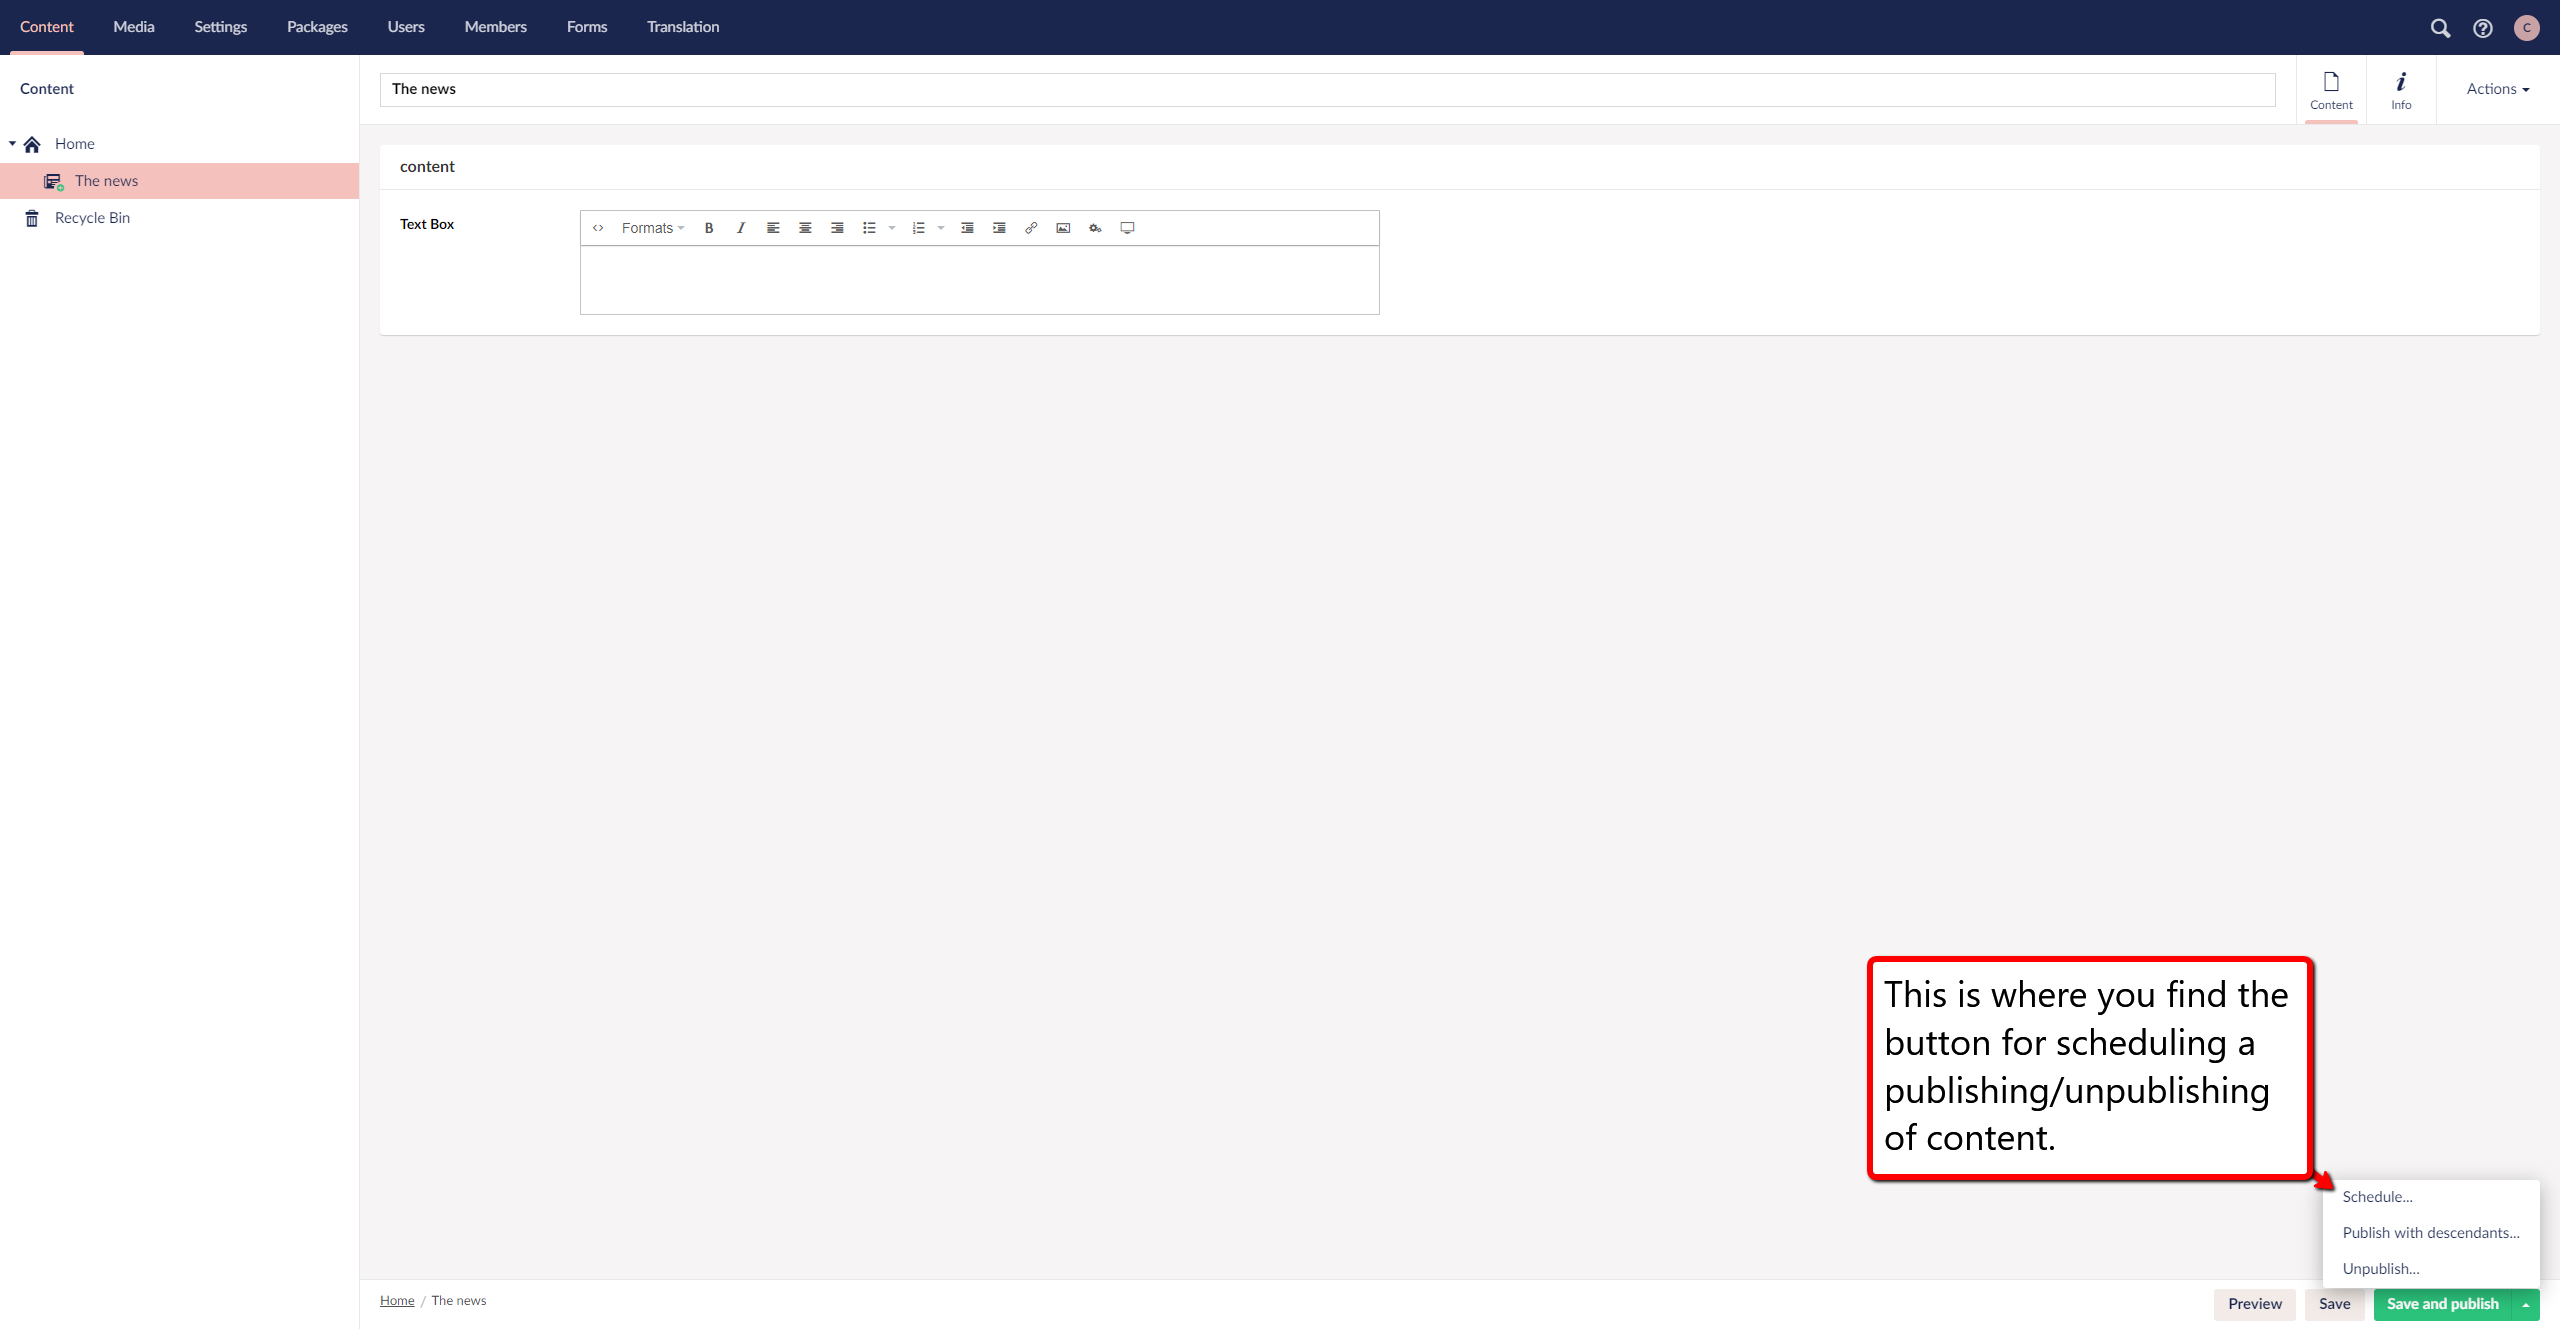 Content Media Settings Packages Users Members Forms Translation C
Content
The news
Content Info Actions
Home
The news
Recycle Bin
content
Text Box
Formats B I
This is where you find the
button for scheduling a
publishing/unpublishing
of content.
Schedule...
Publish with descendants...
Unpublish...
Home / The news
Preview Save Save and publish